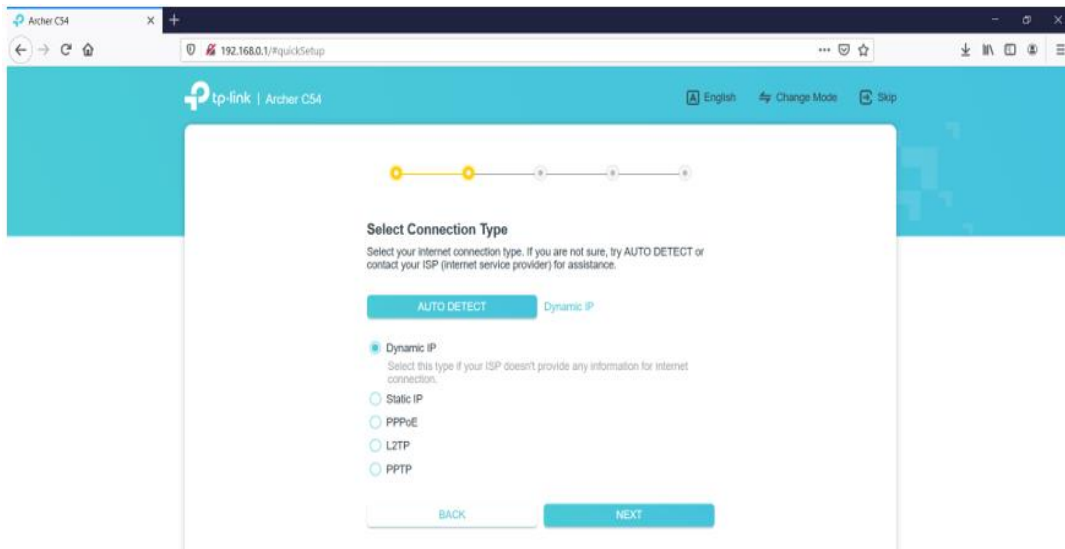 Archer C54
192.168.0.1/#quickSetup
tp-link | Archer C54
English
Change Mode
Skip
Select Connection Type
Select your internet connection type. If you are not sure, try AUTO DETECT or
contact your ISP (internet service provider) for assistance.
AUTO DETECT
Dynamic IP
Dynamic IP
Select this type if your ISP doesn't provide any information for internet
connection.
Static IP
PPPoE
L2TP
PPTP
BACK
NEXT